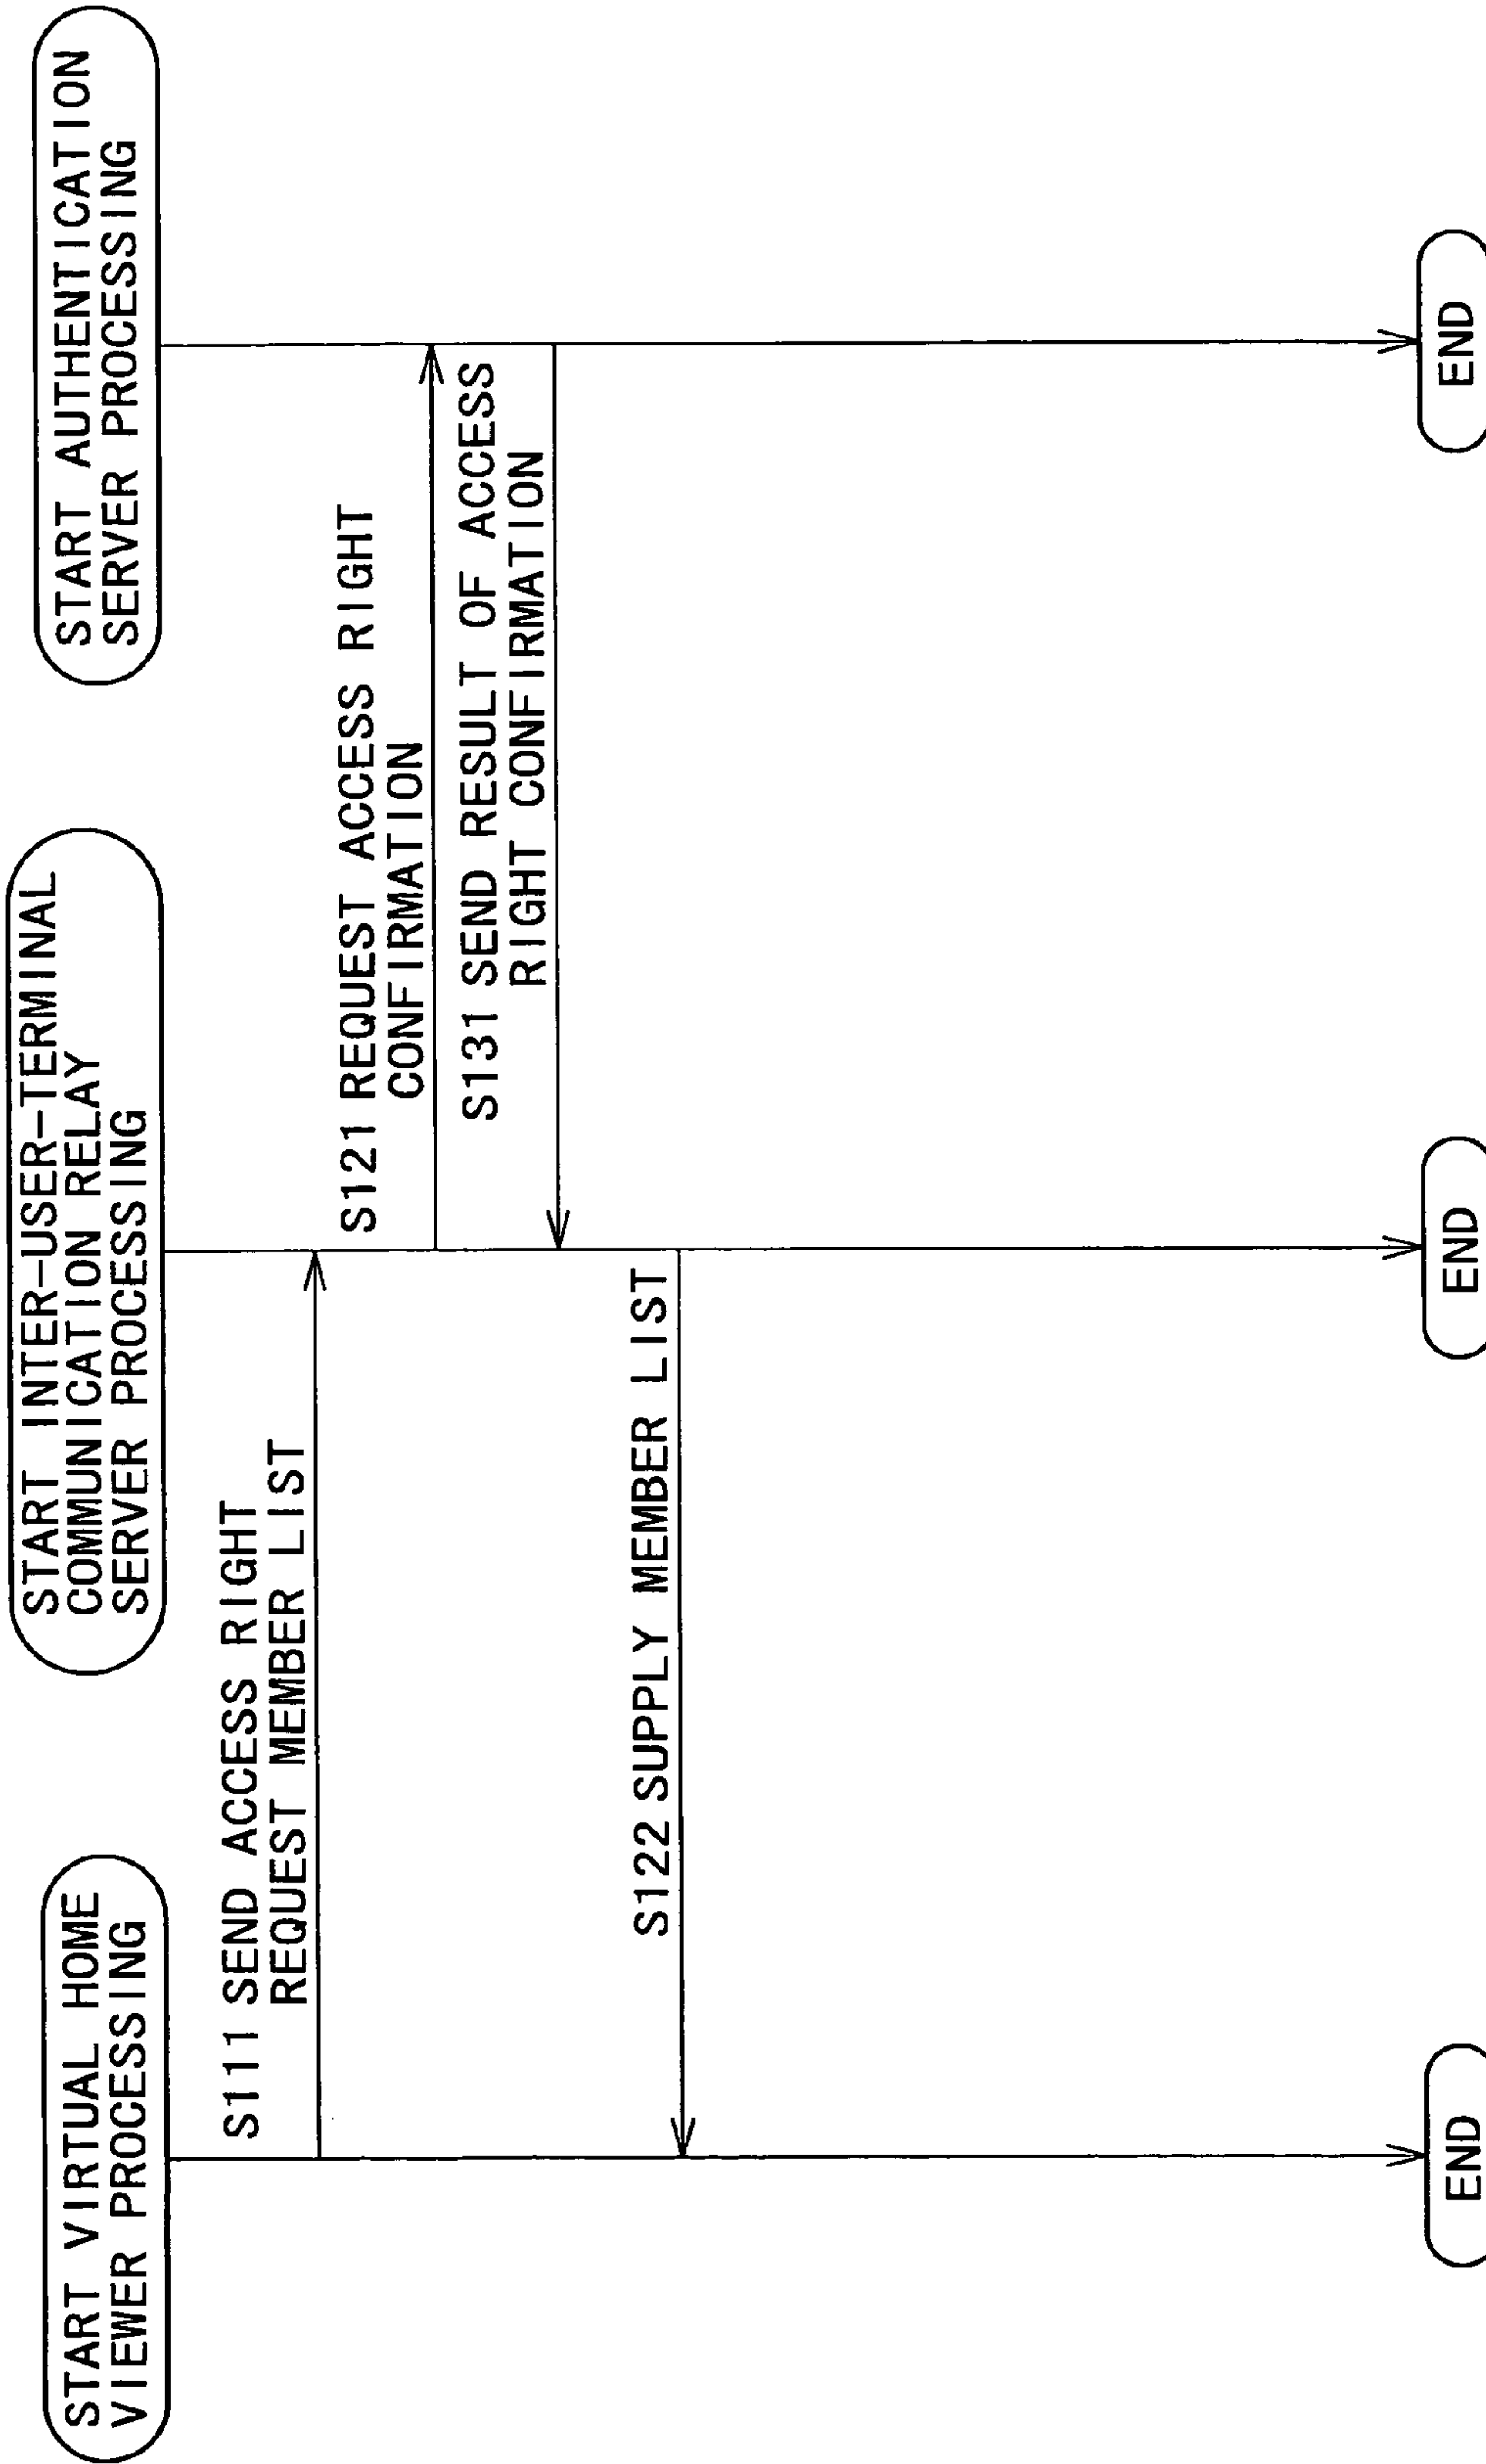 START VIRTUAL HOME
VIEWER PROCESSING
START INTER-USER-TERMINAL
COMMUNICATION RELAY
SERVER PROCESSING
START AUTHENTICATION
SERVER PROCESSING
S111 SEND ACCESS RIGHT
REQUEST MEMBER LIST
S121 REQUEST ACCESS RIGHT
CONFIRMATION
S131 SEND RESULT OF ACCESS
RIGHT CONFIRMATION
S122 SUPPLY MEMBER LIST
END
END
END